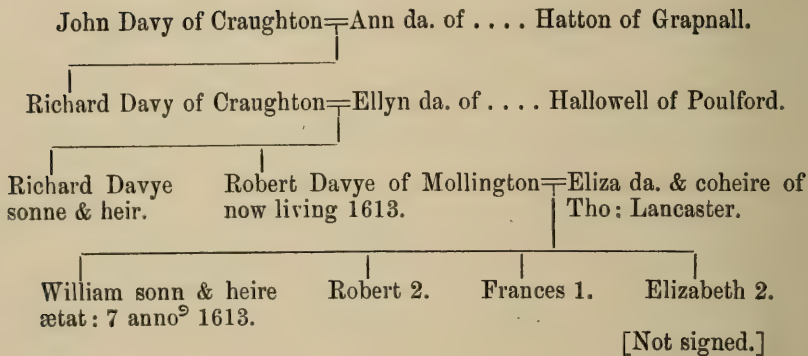 John Davy of Craughton=Ann da. of .... Hatton of Grapnall.
Richard Davy of Craughton=Ellyn da. of .... Hallowell of Poulford.
Richard Davye sonne & heir.
Robert Davye of Mollington=Eliza da. & coheire of
now living 1613.
Tho: Lancaster.
William sonn & heire
ætat: 7 annoꝰ 1613.
Robert 2.
Frances 1.
Elizabeth 2.
[Not signed.]